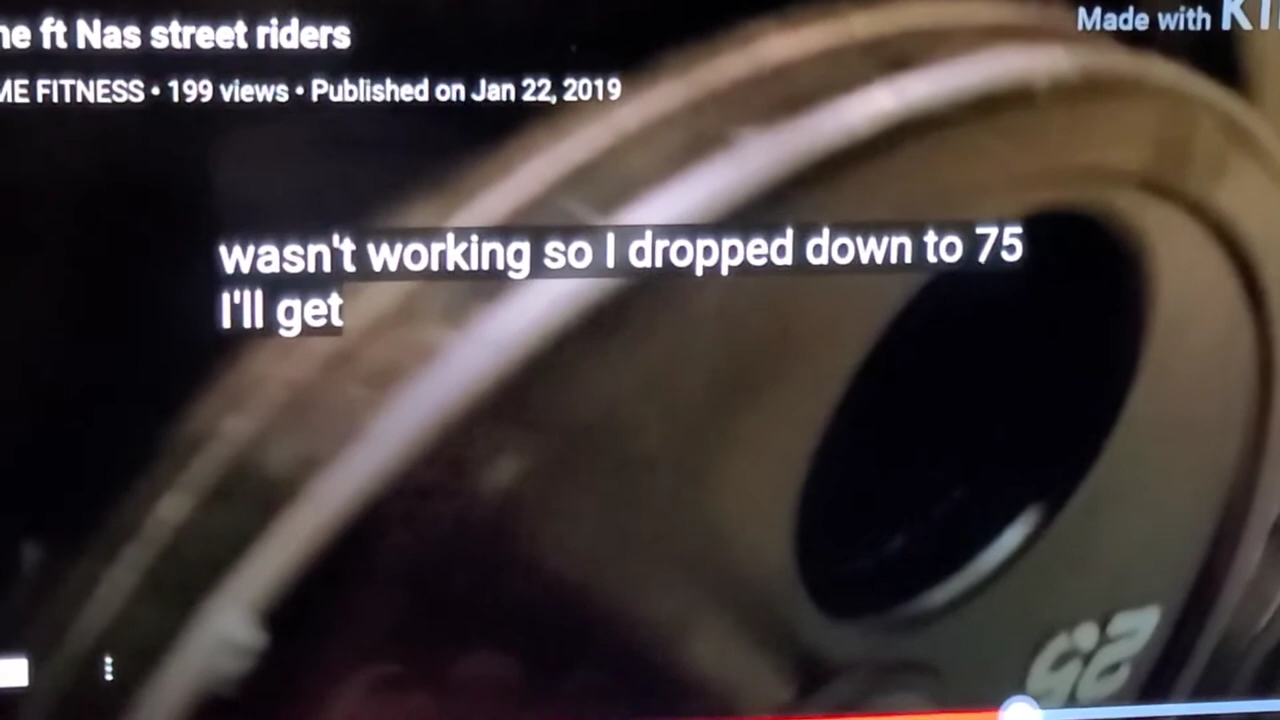 ne ft Nas street riders
Made with KI
ME FITNESS • 199 views • Published on Jan 22, 2019
wasn't working so I dropped down to 75
I'll get